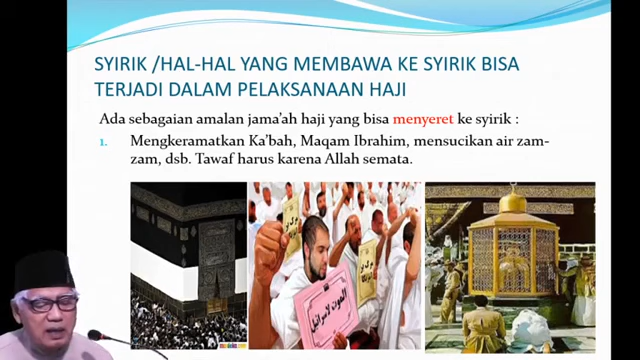 SYIRIK /HAL-HAL YANG MEMBAWA KE SYIRIK BISA
TERJADI DALAM PELAKSANAAN HAJI
Ada sebagaian amalan jama'ah haji yang bisa menyeret ke syirik :
1. Mengkeramatkan Ka'bah, Maqam Ibrahim, mensucikan air zam-
zam, dsb. Tawaf harus karena Allah semata.
الموت لاسرائيل